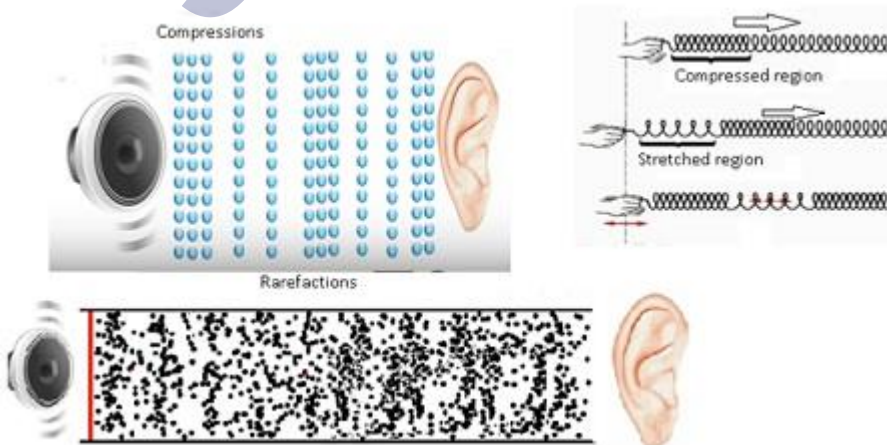 Compressions
Compressed region
Stretched region
Rarefactions